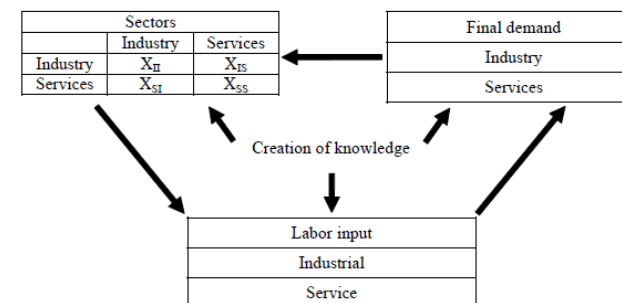 Sectors
Industry Services
Industry X_II X_IS
Services X_SI X_SS
Final demand
Industry
Services
Creation of knowledge
Labor input
Industrial
Service